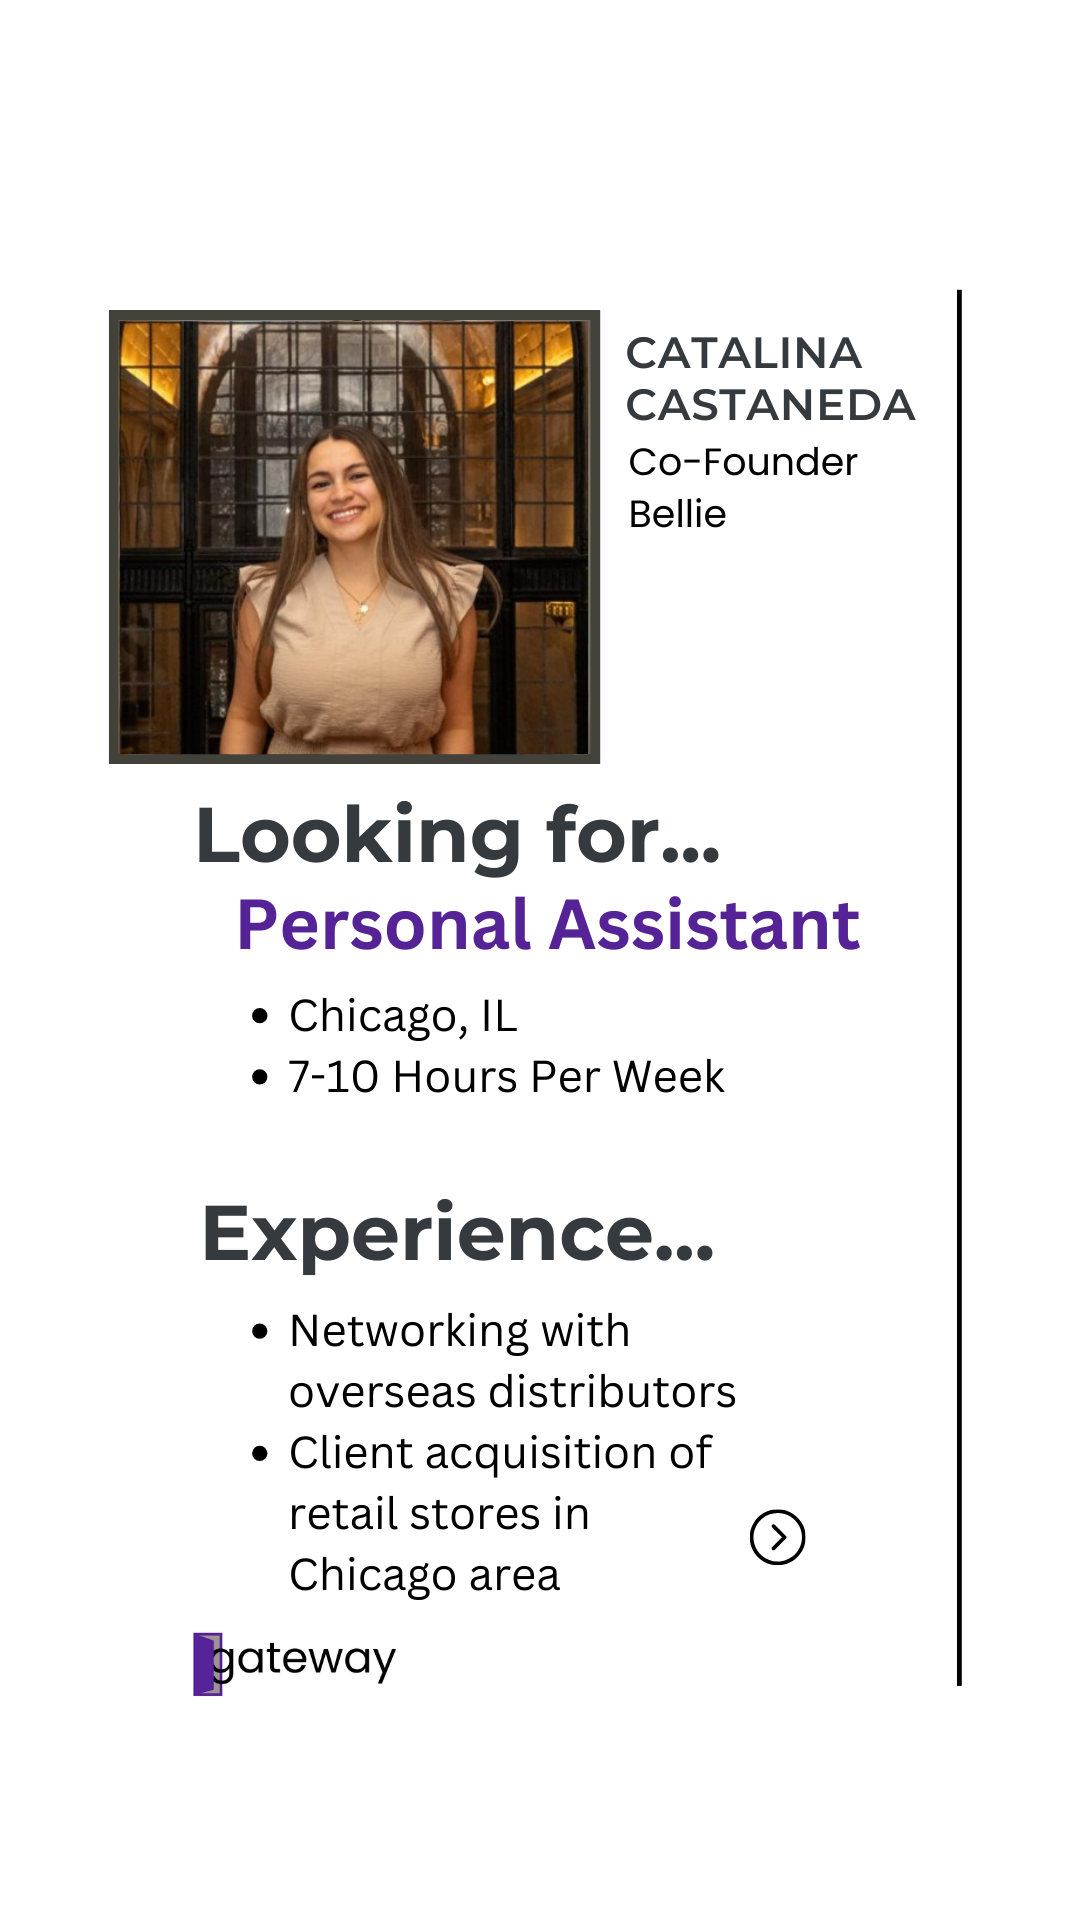 CATALINA
CASTANEDA
Co-Founder
Bellie
Looking for...
Personal Assistant
• Chicago, IL
• 7-10 Hours Per Week
Experience...
• Networking with
overseas distributors
• Client acquisition of
retail stores in
Chicago area
gateway